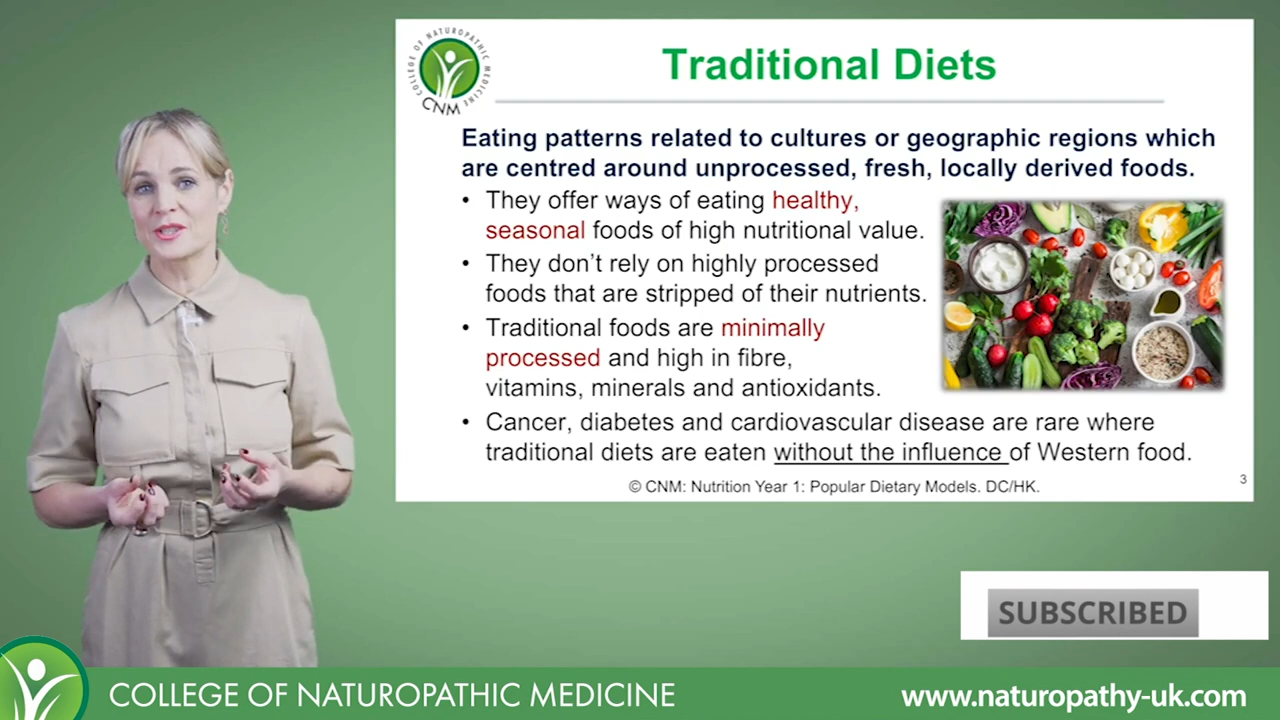 COLLEGE OF NATUROPATHIC MEDICINE
CNM
Traditional Diets
Eating patterns related to cultures or geographic regions which
are centred around unprocessed, fresh, locally derived foods.
• They offer ways of eating healthy,
seasonal foods of high nutritional value.
• They don’t rely on highly processed
foods that are stripped of their nutrients.
• Traditional foods are minimally
processed and high in fibre,
vitamins, minerals and antioxidants.
• Cancer, diabetes and cardiovascular disease are rare where
traditional diets are eaten without the influence of Western food.
© CNM: Nutrition Year 1: Popular Dietary Models. DC/HK.
3
SUBSCRIBED
COLLEGE OF NATUROPATHIC MEDICINE
www.naturopathy-uk.com